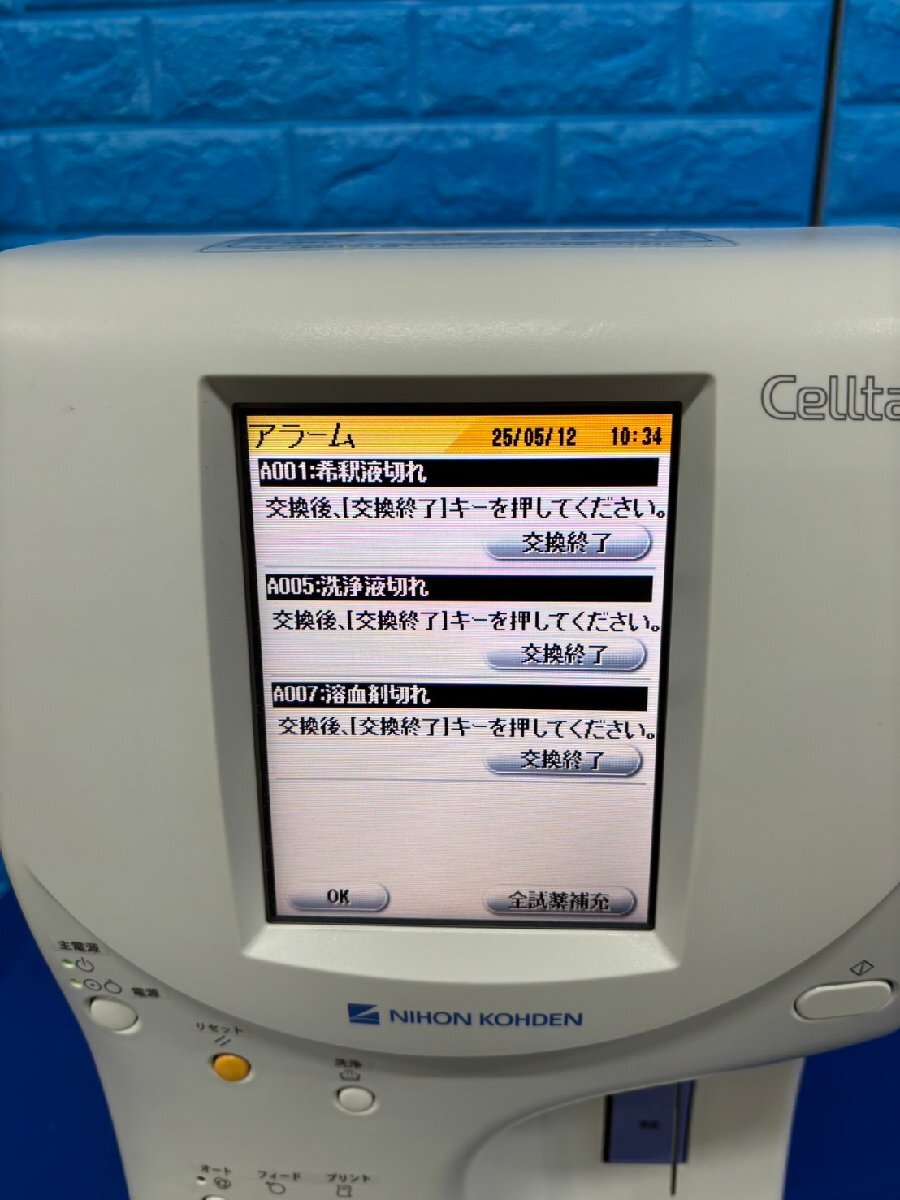 Cellta
アラーム 25/05/12 10:34
A001:希釈液切れ
交換後、[交換終了]キーを押してください。
交換終了
A005:洗浄液切れ
交換後、[交換終了]キーを押してください。
交換終了
A007:溶血剤切れ
交換後、[交換終了]キーを押してください。
交換終了
OK 全試薬補充
主電源
電源
NIHON KOHDEN
リセット
洗浄
オート フィード プリント